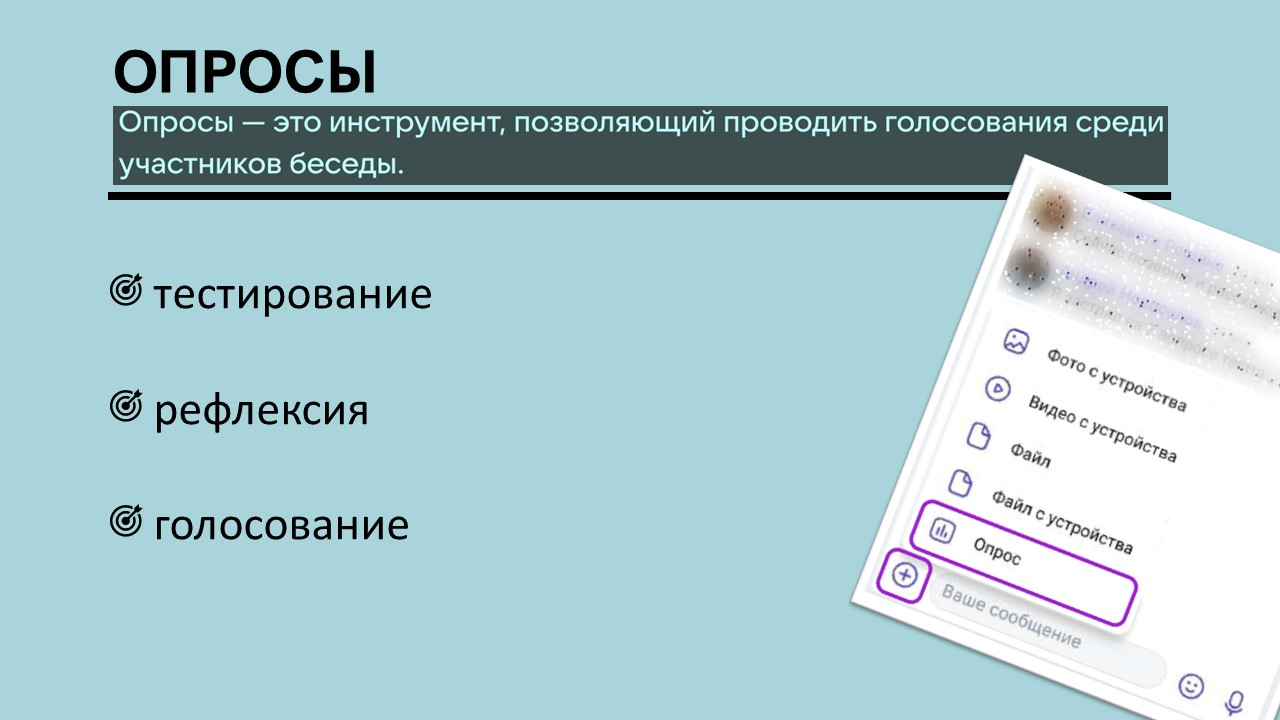 ОПРОСЫ
Опросы — это инструмент, позволяющий проводить голосования среди
участников беседы.
тестирование
рефлексия
голосование
Фото с устройства
Видео с устройства
Файл
Файл с устройства
Опрос
Ваше сообщение